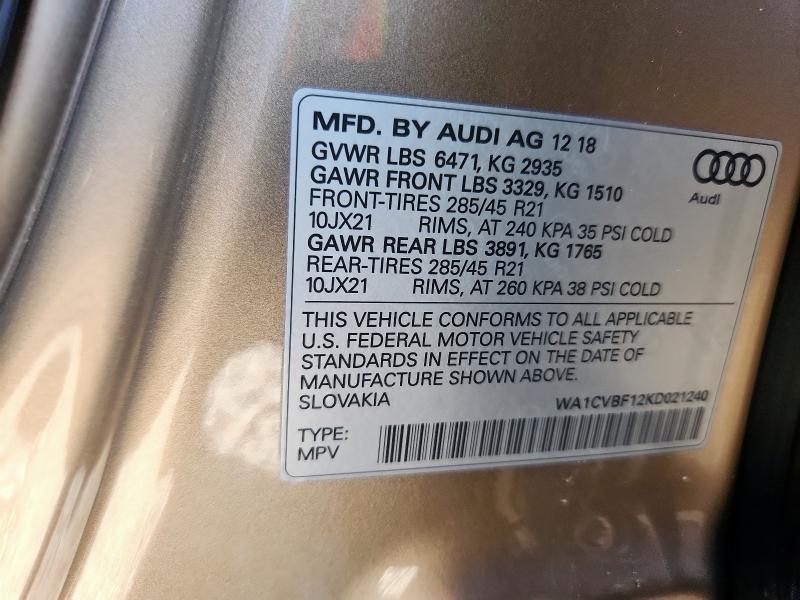 MFD. BY AUDI AG 12 18
GVWR LBS 6471, KG 2935
GAWR FRONT LBS 3329, KG 1510
FRONT-TIRES 285/45 R21
10JX21 RIMS, AT 240 KPA 35 PSI COLD
GAWR REAR LBS 3891, KG 1765
REAR-TIRES 285/45 R21
10JX21 RIMS, AT 260 KPA 38 PSI COLD
Audi
THIS VEHICLE CONFORMS TO ALL APPLICABLE
U.S. FEDERAL MOTOR VEHICLE SAFETY
STANDARDS IN EFFECT ON THE DATE OF
MANUFACTURE SHOWN ABOVE.
SLOVAKIA WA1CVBF12KD021240
TYPE:
MPV